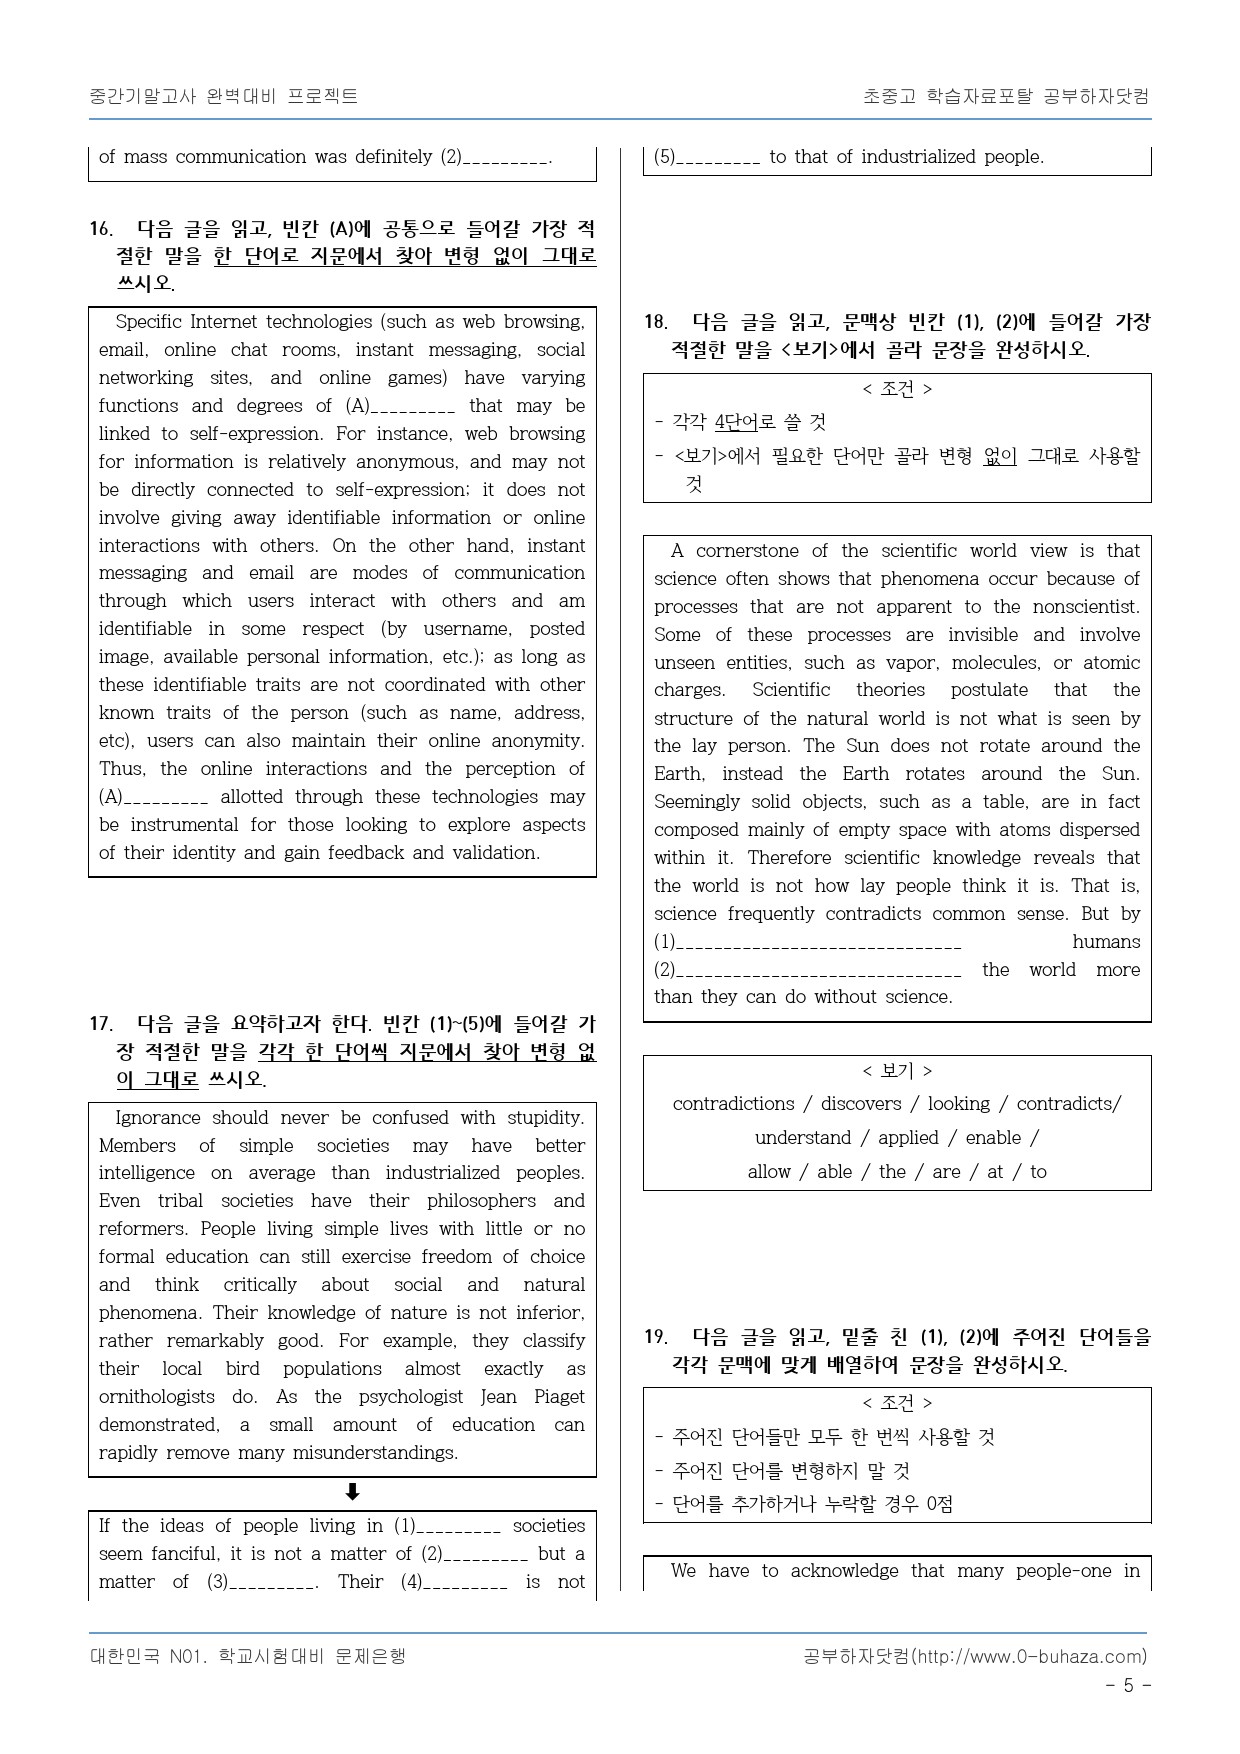 중간기말고사 완벽대비 프로젝트
초중고 학습자료포탈 공부하자닷컴
of mass communication was definitely (2)_________.
16. 다음 글을 읽고, 빈칸 (A)에 공통으로 들어갈 가장 적
절한 말을 한 단어로 지문에서 찾아 변형 없이 그대로
쓰시오.
Specific Internet technologies (such as web browsing,
email, online chat rooms, instant messaging, social
networking sites, and online games) have varying
functions and degrees of (A)_________ that may be
linked to self-expression. For instance, web browsing
for information is relatively anonymous, and may not
be directly connected to self-expression; it does not
involve giving away identifiable information or online
interactions with others. On the other hand, instant
messaging and email are modes of communication
through which users interact with others and am
identifiable in some respect (by username, posted
image, available personal information, etc.); as long as
these identifiable traits are not coordinated with other
known traits of the person (such as name, address,
etc), users can also maintain their online anonymity.
Thus, the online interactions and the perception of
(A)_________ allotted through these technologies may
be instrumental for those looking to explore aspects
of their identity and gain feedback and validation.
17. 다음 글을 요약하고자 한다. 빈칸 (1)~(5)에 들어갈 가
장 적절한 말을 각각 한 단어씩 지문에서 찾아 변형 없
이 그대로 쓰시오.
Ignorance should never be confused with stupidity.
Members of simple societies may have better
intelligence on average than industrialized peoples.
Even tribal societies have their philosophers and
reformers. People living simple lives with little or no
formal education can still exercise freedom of choice
and think critically about social and natural
phenomena. Their knowledge of nature is not inferior,
rather remarkably good. For example, they classify
their local bird populations almost exactly as
ornithologists do. As the psychologist Jean Piaget
demonstrated, a small amount of education can
rapidly remove many misunderstandings.
⬇
If the ideas of people living in (1)_________ societies
seem fanciful, it is not a matter of (2)_________ but a
matter of (3)_________. Their (4)_________ is not
(5)_________ to that of industrialized people.
18. 다음 글을 읽고, 문맥상 빈칸 (1), (2)에 들어갈 가장
적절한 말을 <보기>에서 골라 문장을 완성하시오.
< 조건 >
- 각각 4단어로 쓸 것
- <보기>에서 필요한 단어만 골라 변형 없이 그대로 사용할
것
A cornerstone of the scientific world view is that
science often shows that phenomena occur because of
processes that are not apparent to the nonscientist.
Some of these processes are invisible and involve
unseen entities, such as vapor, molecules, or atomic
charges. Scientific theories postulate that the
structure of the natural world is not what is seen by
the lay person. The Sun does not rotate around the
Earth, instead the Earth rotates around the Sun.
Seemingly solid objects, such as a table, are in fact
composed mainly of empty space with atoms dispersed
within it. Therefore scientific knowledge reveals that
the world is not how lay people think it is. That is,
science frequently contradicts common sense. But by
(1)______________________________ humans
(2)______________________________ the world more
than they can do without science.
< 보기 >
contradictions / discovers / looking / contradicts/
understand / applied / enable /
allow / able / the / are / at / to
19. 다음 글을 읽고, 밑줄 친 (1), (2)에 주어진 단어들을
각각 문맥에 맞게 배열하여 문장을 완성하시오.
< 조건 >
- 주어진 단어들만 모두 한 번씩 사용할 것
- 주어진 단어를 변형하지 말 것
- 단어를 추가하거나 누락할 경우 0점
We have to acknowledge that many people-one in
대한민국 N01. 학교시험대비 문제은행
공부하자닷컴(http://www.0-buhaza.com)
- 5 -